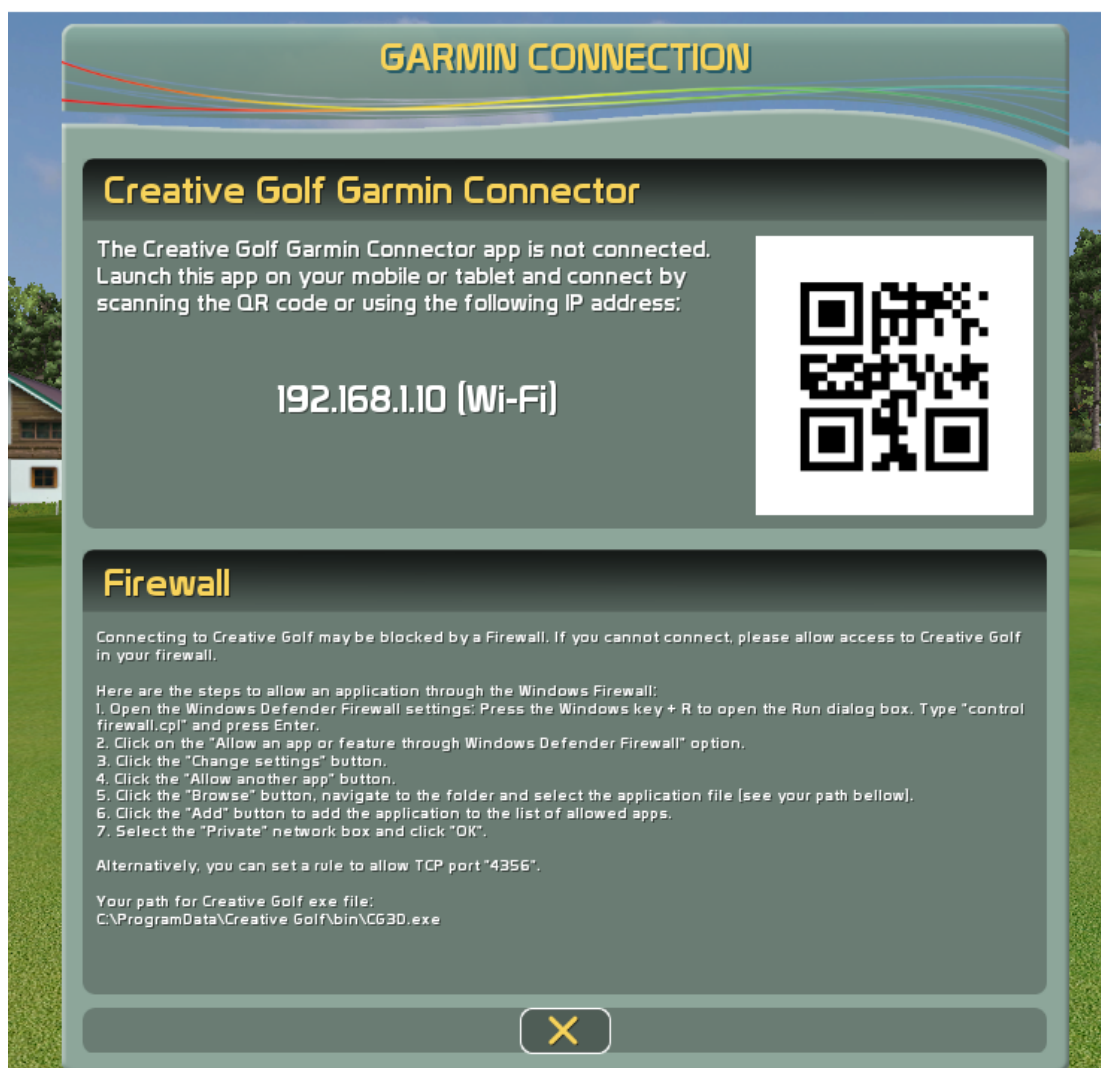 GARMIN CONNECTION
Creative Golf Garmin Connector
The Creative Golf Garmin Connector app is not connected.
Launch this app on your mobile or tablet and connect by
scanning the QR code or using the following IP address:
192.168.1.10 (Wi-Fi)
Firewall
Connecting to Creative Golf may be blocked by a Firewall. If you cannot connect, please allow access to Creative Golf
in your firewall.
Here are the steps to allow an application through the Windows Firewall:
1. Open the Windows Defender Firewall settings: Press the Windows key + R to open the Run dialog box. Type "control
firewall.cpl" and press Enter.
2. Click on the "Allow an app or feature through Windows Defender Firewall" option.
3. Click the "Change settings" button.
4. Click the "Allow another app" button.
5. Click the "Browse" button, navigate to the folder and select the application file (see your path bellow).
6. Click the "Add" button to add the application to the list of allowed apps.
7. Select the "Private" network box and click "OK".
Alternatively, you can set a rule to allow TCP port "4356".
Your path for Creative Golf exe file:
C:\ProgramData\Creative Golf\bin\CG3D.exe